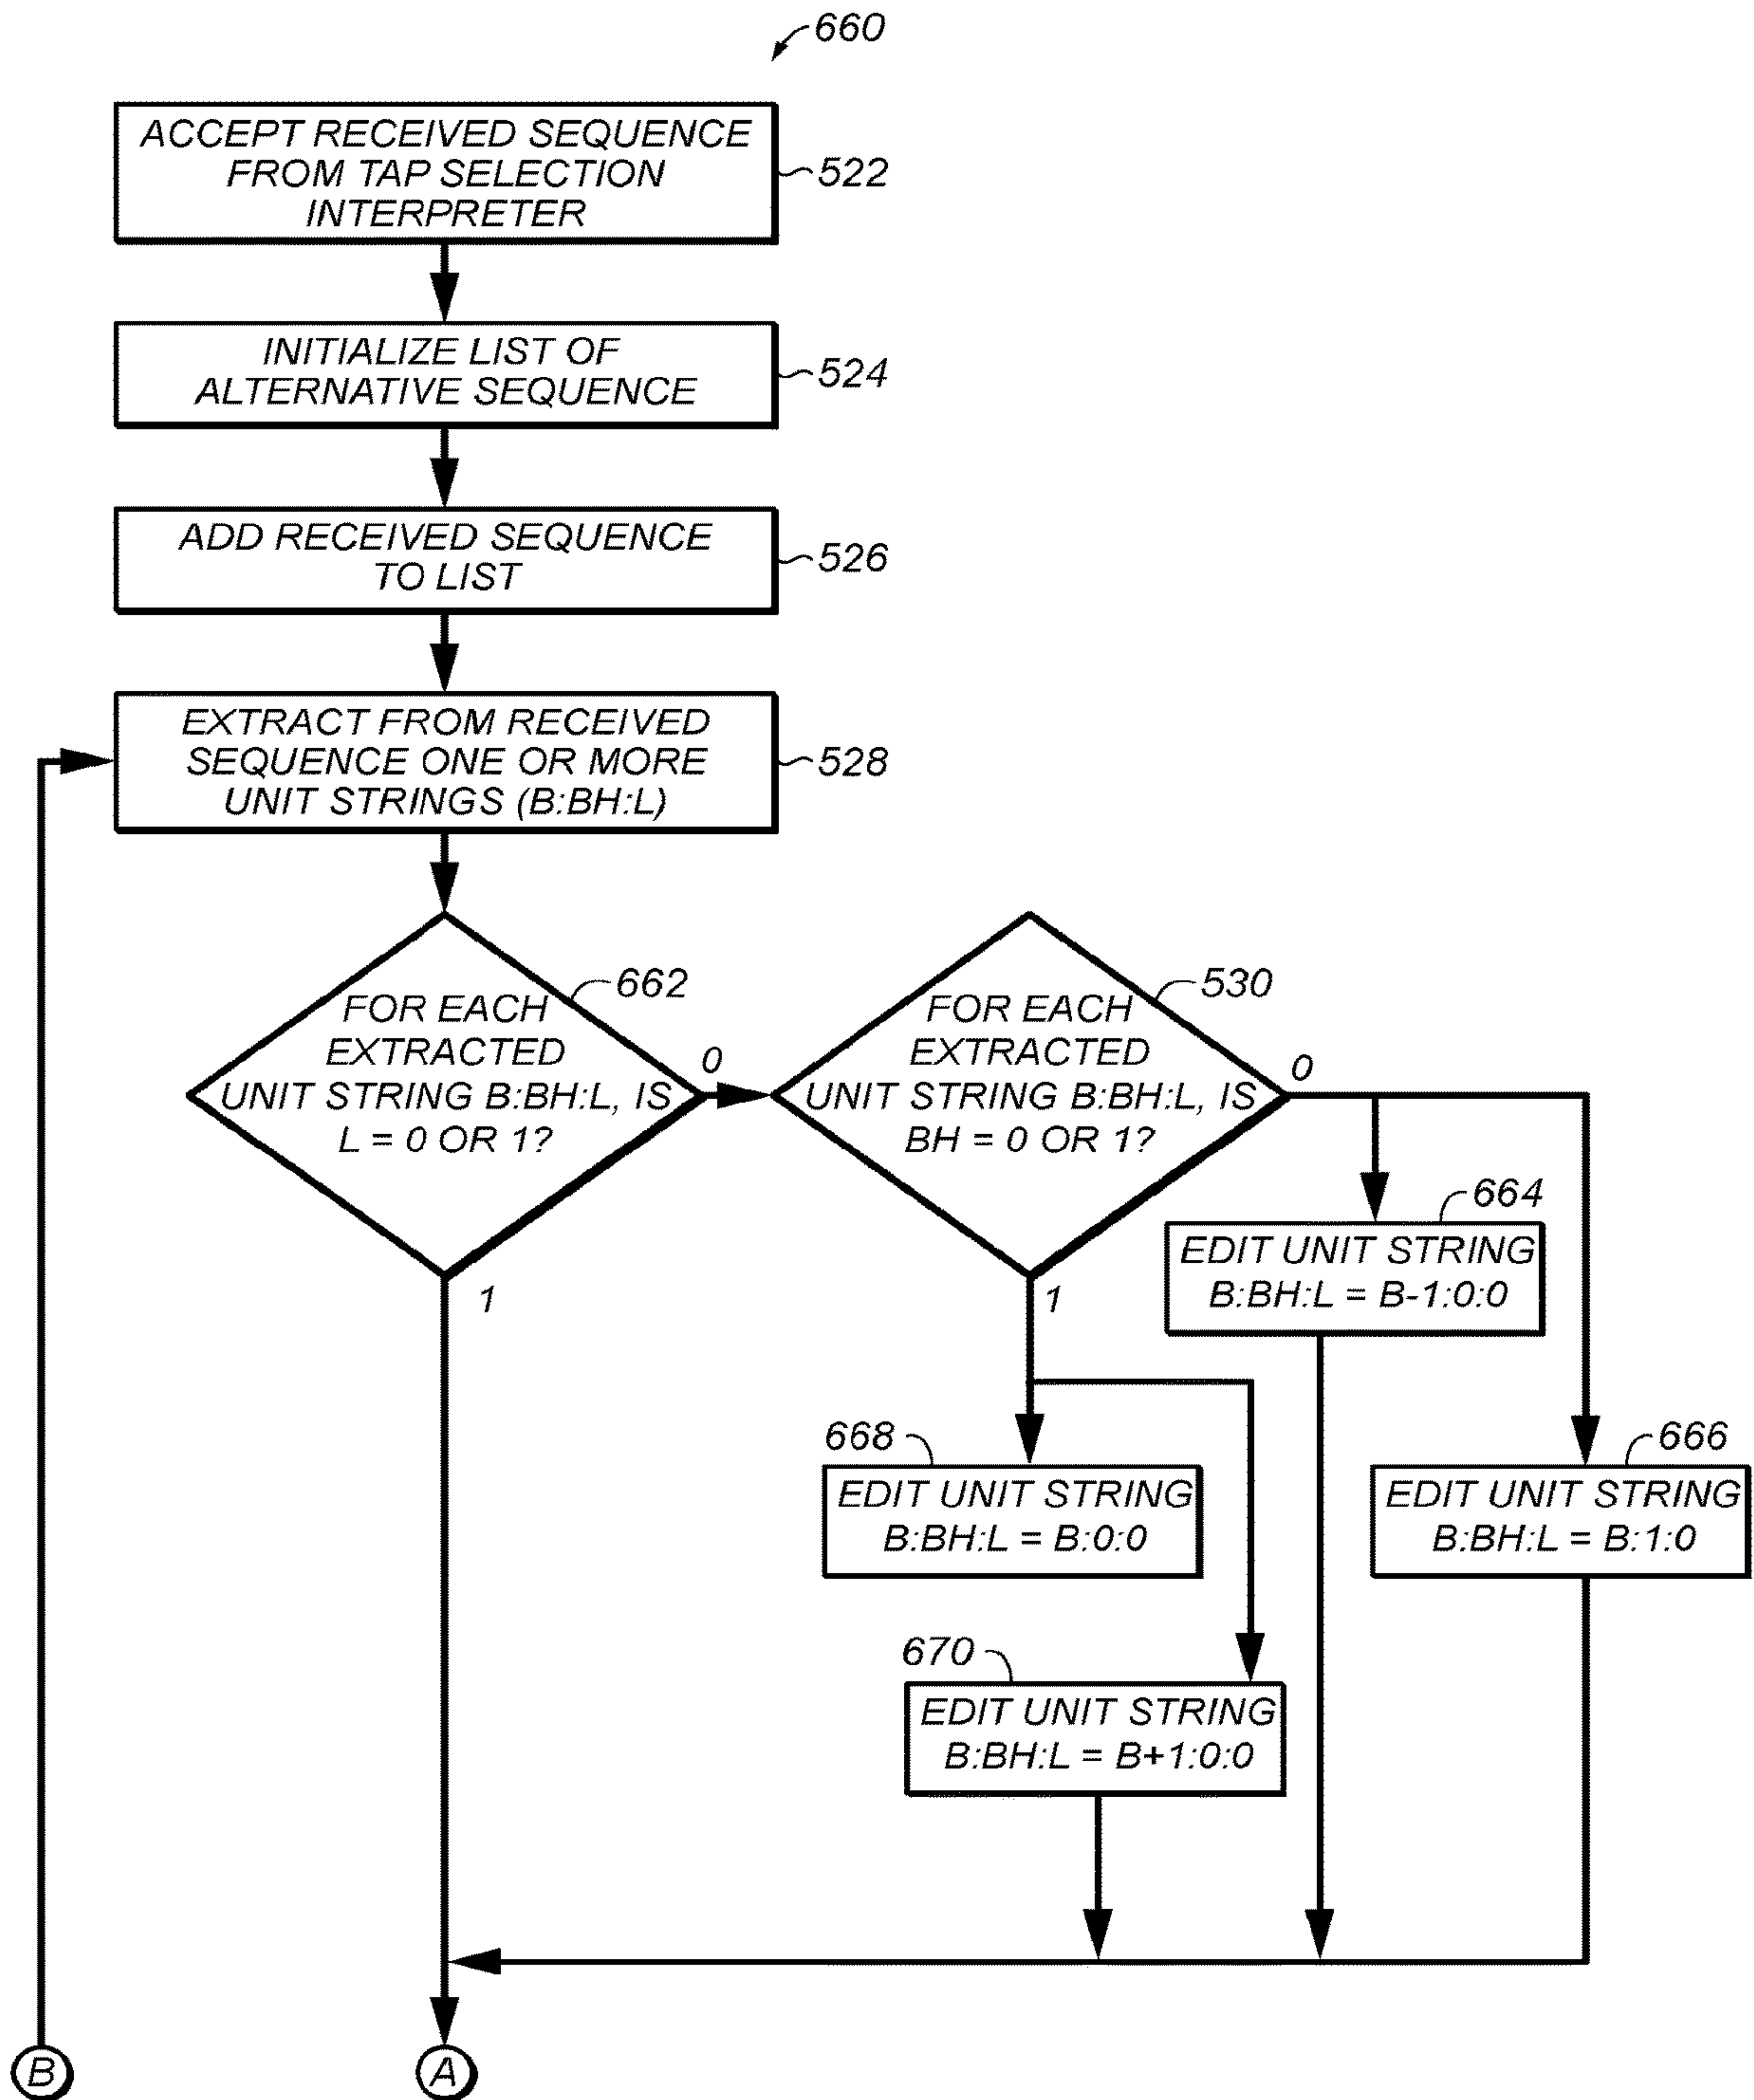 660
ACCEPT RECEIVED SEQUENCE
FROM TAP SELECTION
INTERPRETER
522
INITIALIZE LIST OF
ALTERNATIVE SEQUENCE
524
ADD RECEIVED SEQUENCE
TO LIST
526
EXTRACT FROM RECEIVED
SEQUENCE ONE OR MORE
UNIT STRINGS (B:BH:L)
528
662
FOR EACH
EXTRACTED
UNIT STRING B:BH:L, IS
L = 0 OR 1?
0
1
530
FOR EACH
EXTRACTED
UNIT STRING B:BH:L, IS
BH = 0 OR 1?
0
1
664
EDIT UNIT STRING
B:BH:L = B-1:0:0
668
EDIT UNIT STRING
B:BH:L = B:0:0
666
EDIT UNIT STRING
B:BH:L = B:1:0
670
EDIT UNIT STRING
B:BH:L = B+1:0:0
B
A